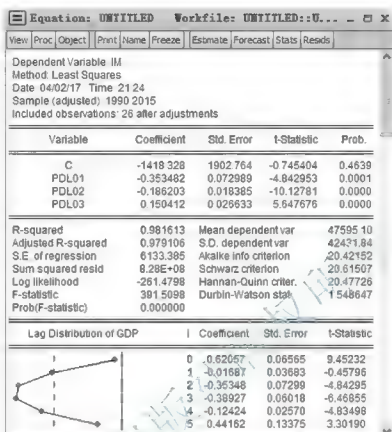 Equation: UNTITLED Workfile: UNTITLED::U...
View Proc Object Print Name Freeze Estimate Forecast Stats Resids
Dependent Variable IM
Method: Least Squares
Date 04/02/17 Time 21 24
Sample (adjusted) 1990 2015
Included observations 26 after adjustments
Variable Coefficient Std. Error t-Statistic Prob.
C -1418 328 1902 764 -0.745404 0.4639
PDL01 -0.353482 0.072989 -4.842953 0.0001
PDL02 -0.186203 0.018385 -10.12781 0.0000
PDL03 0.150412 0 026633 5.647676 0.0000
R-squared 0.981613 Mean dependent var 47595 10
Adjusted R-squared 0.979106 S.D. dependent var 42431.84
S.E. of regression 6133.385 Akaike info criterion 20.42152
Sum squared resid 8.28E+08 Schwarz criterion 20.61507
Log likelihood -261.4798 Hannan-Quinn criter. 20.47726
F-statistic 391.5098 Durbin-Watson stat 1 548647
Prob(F-statistic) 0.000000
Lag Distribution of GDP i Coefficient Std. Error t-Statistic
0 0.62057 0.06565 9.45232
1 -0.01687 0.03683 -0.45796
2 -0.35348 0.07299 -4.84295
3 -0.38927 0.06018 -6.46855
4 -0.12424 0.02570 -4.83498
5 0.44162 0.13375 3.30190